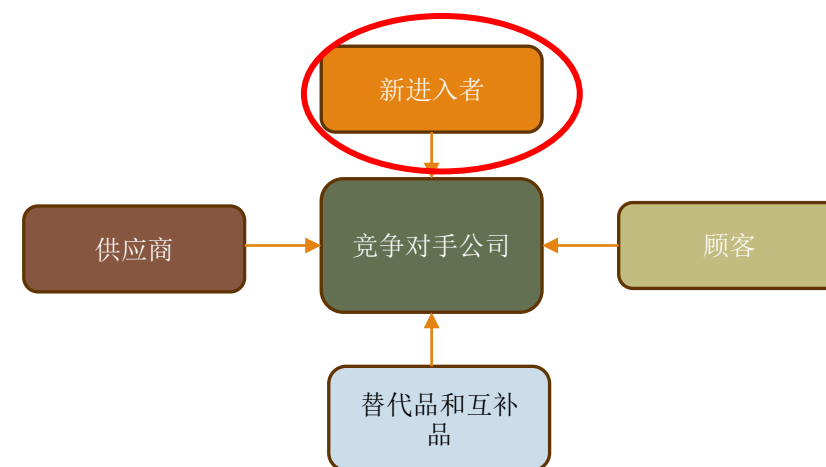 新进入者
供应商
竞争对手公司
顾客
替代品和互补
品